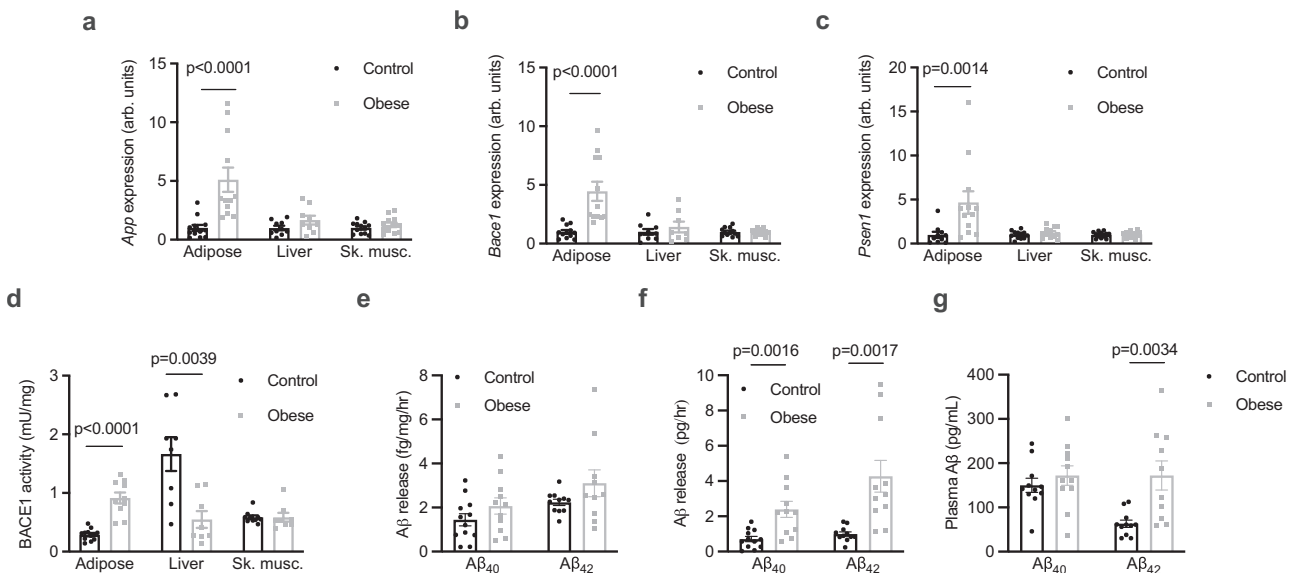 a
App expression (arb. units)
15
10
5
0
p<0.0001
Control
Obese
Adipose Liver Sk. musc.
b
Bace1 expression (arb. units)
15
10
5
0
p<0.0001
Control
Obese
Adipose Liver Sk. musc.
c
Psen1 expression (arb. units)
20
15
10
5
0
p=0.0014
Control
Obese
Adipose Liver Sk. musc.
d
BACE1 activity (mU/mg)
3
2
1
0
p<0.0001
p=0.0039
Control
Obese
Adipose Liver Sk. musc.
e
Aβ release (fg/mg/hr)
8
6
4
2
0
Control
Obese
Aβ40 Aβ42
f
Aβ release (pg/hr)
10
8
6
4
2
0
p=0.0016 p=0.0017
Control
Obese
Aβ40 Aβ42
g
Plasma Aβ (pg/mL)
400
300
200
100
0
p=0.0034
Control
Obese
Aβ40 Aβ42